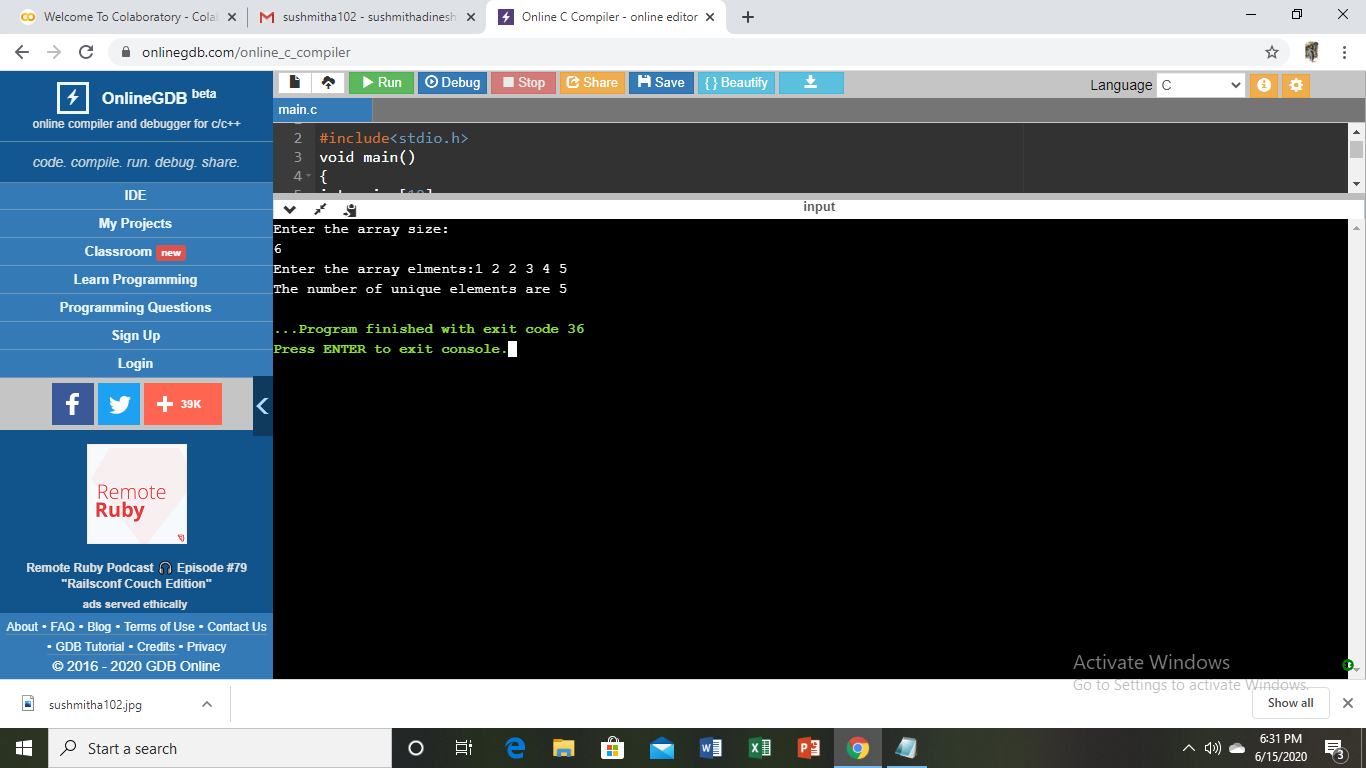 Welcome To Colaboratory - Cola
sushmitha102 - sushmithadinesh
Online C Compiler - online editor
onlinegdb.com/online_c_compiler
OnlineGDB beta
online compiler and debugger for c/c++
code. compile. run. debug. share.
IDE
My Projects
Classroom new
Learn Programming
Programming Questions
Sign Up
Login
39K
Remote
Ruby
Remote Ruby Podcast 🎧 Episode #79
"Railsconf Couch Edition"
ads served ethically
About • FAQ • Blog • Terms of Use • Contact Us
• GDB Tutorial • Credits • Privacy
© 2016 - 2020 GDB Online
Run Debug Stop Share Save { } Beautify
Language C
main.c
2 #include<stdio.h>
3 void main()
4 {
input
Enter the array size:
6
Enter the array elments:1 2 2 3 4 5
The number of unique elements are 5
...Program finished with exit code 36
Press ENTER to exit console.
Activate Windows
Go to Settings to activate Windows.
sushmitha102.jpg
Show all
Start a search
6:31 PM
6/15/2020
3